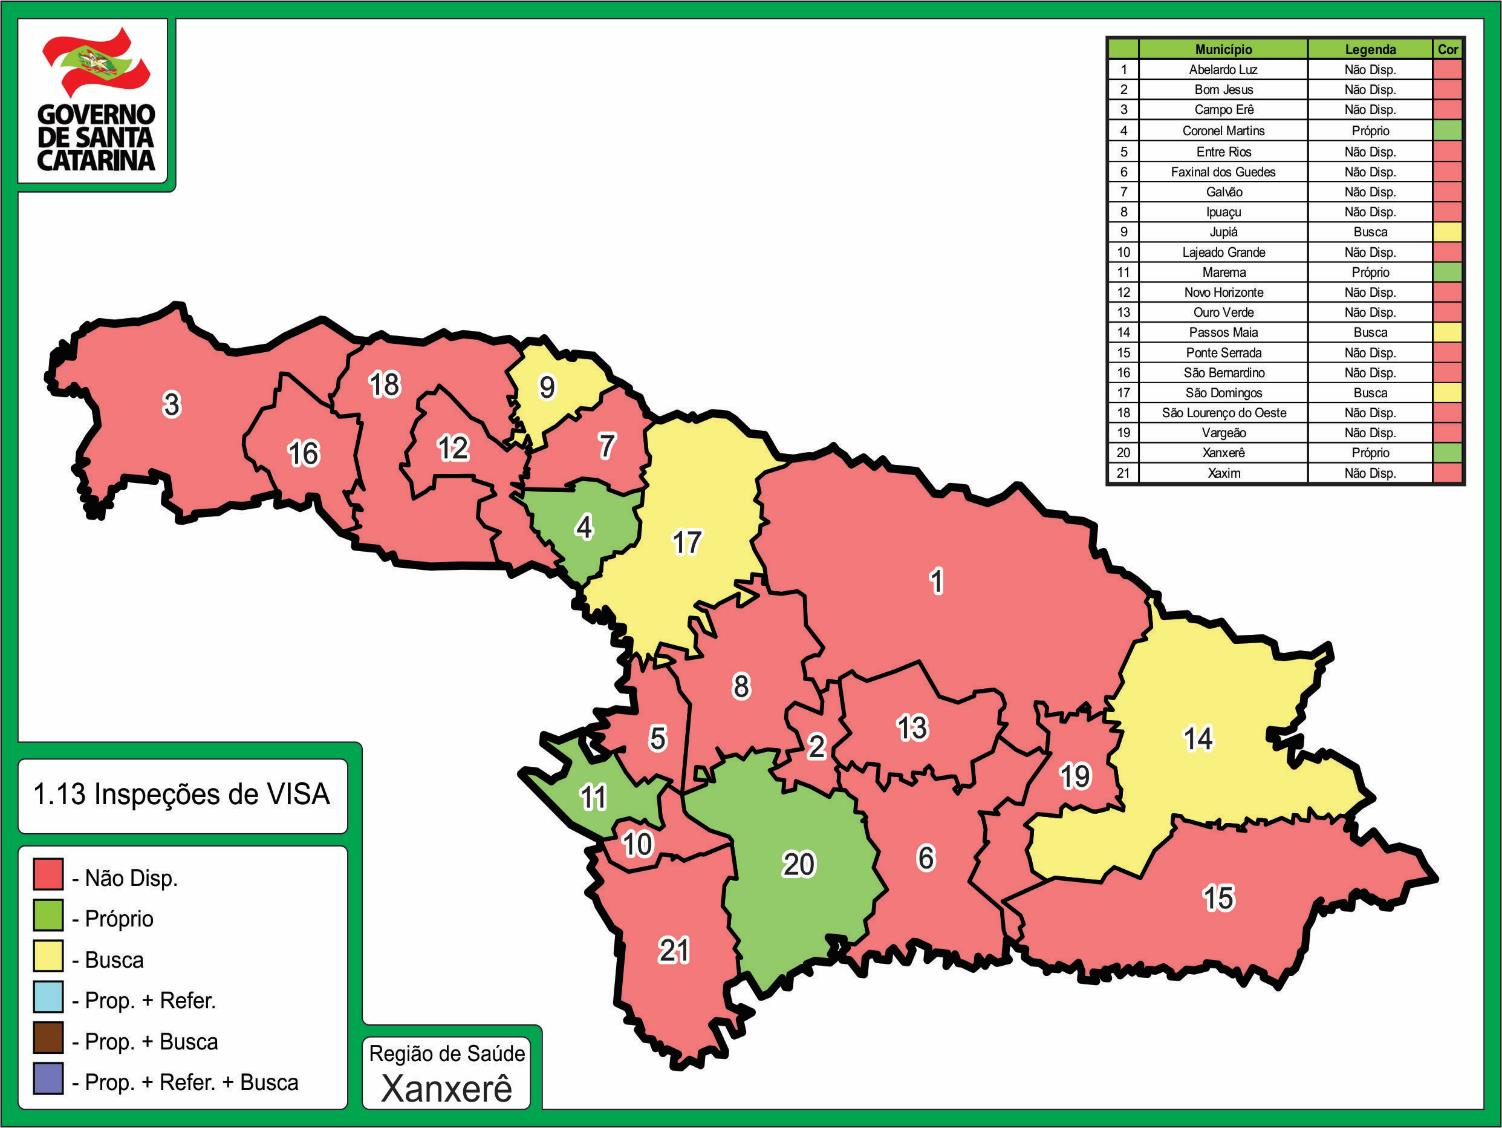 GOVERNO
DE SANTA
CATARINA
Município Legenda Cor
1 Abelardo Luz Não Disp.
2 Bom Jesus Não Disp.
3 Campo Erê Não Disp.
4 Coronel Martins Próprio
5 Entre Rios Não Disp.
6 Faxinal dos Guedes Não Disp.
7 Galvão Não Disp.
8 Ipuaçu Não Disp.
9 Jupiá Busca
10 Lajeado Grande Não Disp.
11 Marema Próprio
12 Novo Horizonte Não Disp.
13 Ouro Verde Não Disp.
14 Passos Maia Busca
15 Ponte Serrada Não Disp.
16 São Bernardino Não Disp.
17 São Domingos Busca
18 São Lourenço do Oeste Não Disp.
19 Vargeão Não Disp.
20 Xanxerê Próprio
21 Xaxim Não Disp.
3
18
9
16
12
7
4
17
1
8
5
2
13
14
19
11
10
20
6
15
21
1.13 Inspeções de VISA
- Não Disp.
- Próprio
- Busca
- Prop. + Refer.
- Prop. + Busca
- Prop. + Refer. + Busca
Região de Saúde
Xanxerê